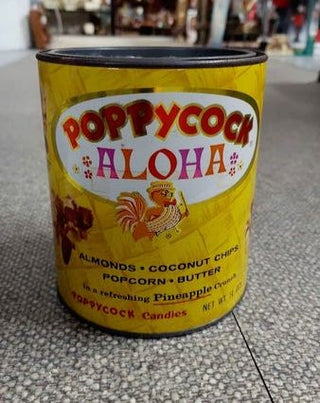 POPPYCOCK
ALOHA
ALMONDS • COCONUT CHIPS
POPCORN • BUTTER
in a refreshing Pineapple Crunch
POPPYCOCK Candies
NET WT.